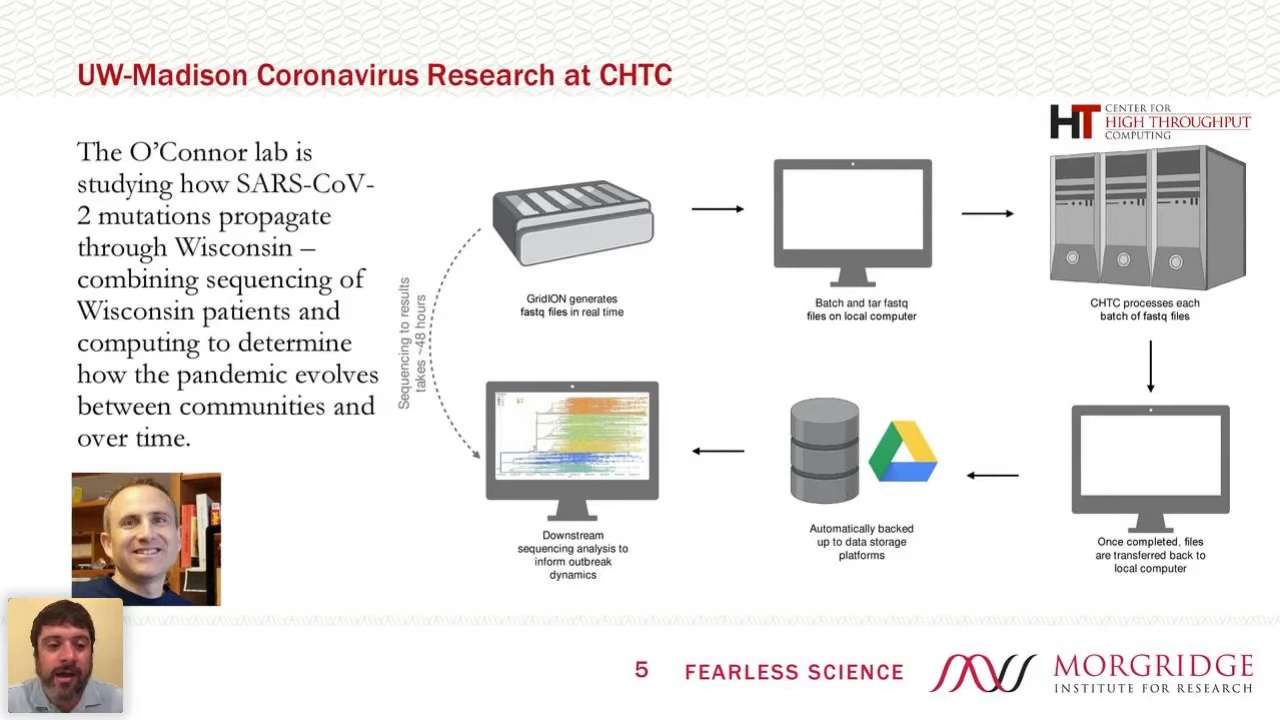 UW-Madison Coronavirus Research at CHTC
HT CENTER FOR
HIGH THROUGHPUT
COMPUTING
The O’Connor lab is
studying how SARS-CoV-
2 mutations propagate
through Wisconsin –
combining sequencing of
Wisconsin patients and
computing to determine
how the pandemic evolves
between communities and
over time.
GridION generates
fastq files in real time
Batch and tar fastq
files on local computer
CHTC processes each
batch of fastq files
Sequencing to results
takes ~48 hours
Downstream
sequencing analysis to
inform outbreak
dynamics
Automatically backed
up to data storage
platforms
Once completed, files
are transferred back to
local computer
5 FEARLESS SCIENCE
MORGRIDGE
INSTITUTE FOR RESEARCH